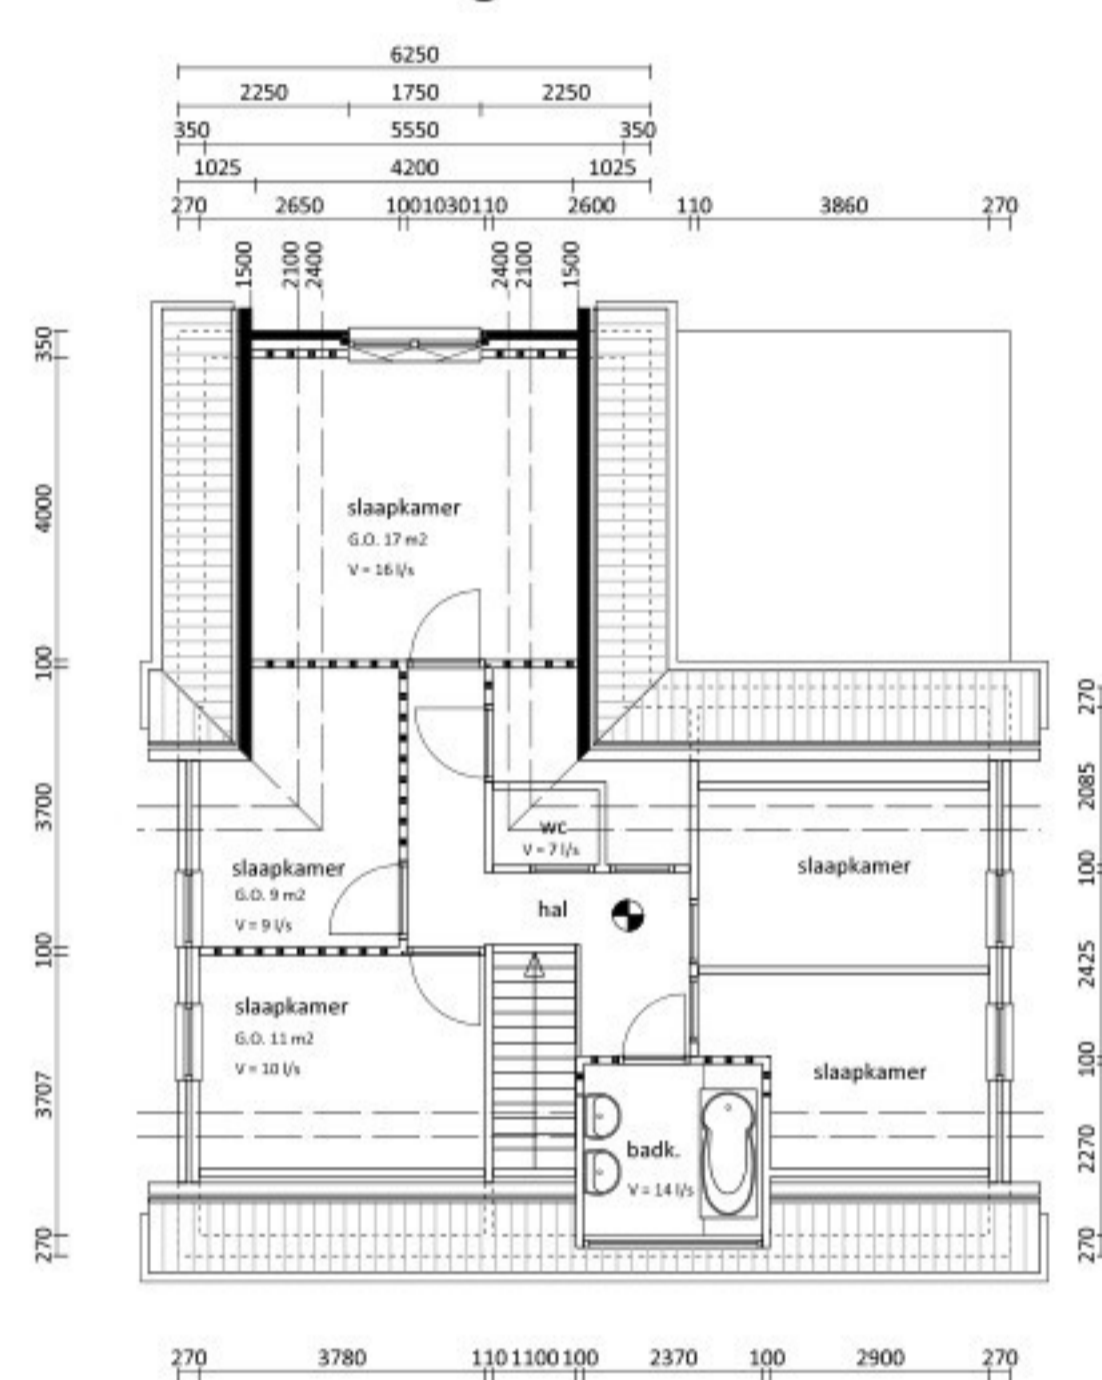 6250
2250 1750 2250
350 5550 350
1025 4200 1025
270 2650 100 1030 110 2600 110 3860 270
1500 2100 2400 2400 2100 1500
350
4000
slaapkamer
G.O. 17 m2
V = 16 l/s
100
270
3700
2085
wc
V = 7 l/s
slaapkamer
G.O. 9 m2
V = 9 l/s
slaapkamer
100
hal
100
2425
slaapkamer
G.O. 11 m2
V = 10 l/s
100
slaapkamer
3707
badk.
V = 14 l/s
2270
270
270
270 3780 110 1100 100 2370 100 2900 270